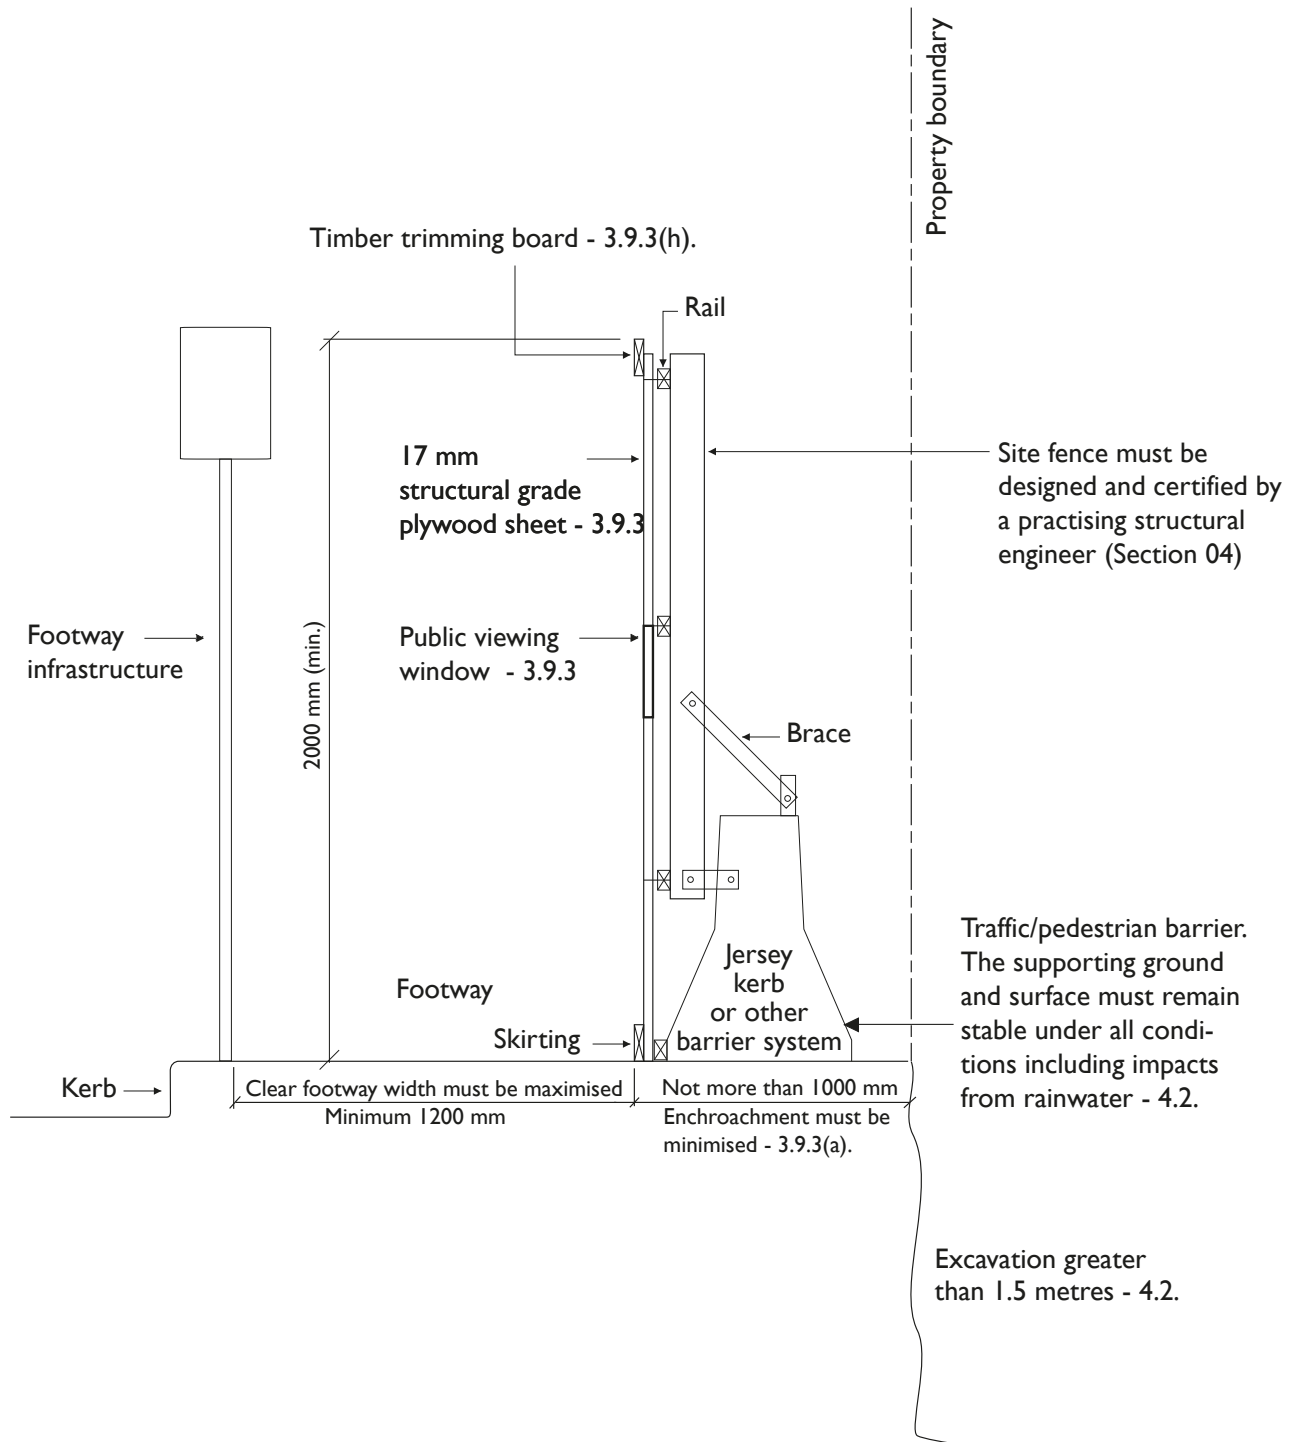 Property boundary
Timber trimming board - 3.9.3(h).
Rail
17 mm
structural grade
plywood sheet - 3.9.3
Site fence must be
designed and certified by
a practising structural
engineer (Section 04)
Footway
infrastructure
2000 mm (min.)
Public viewing
window - 3.9.3
Brace
Traffic/pedestrian barrier.
The supporting ground
and surface must remain
stable under all condi-
tions including impacts
from rainwater - 4.2.
Jersey
kerb
or other
barrier system
Footway
Skirting
Kerb
Clear footway width must be maximised
Minimum 1200 mm
Not more than 1000 mm
Enchroachment must be
minimised - 3.9.3(a).
Excavation greater
than 1.5 metres - 4.2.